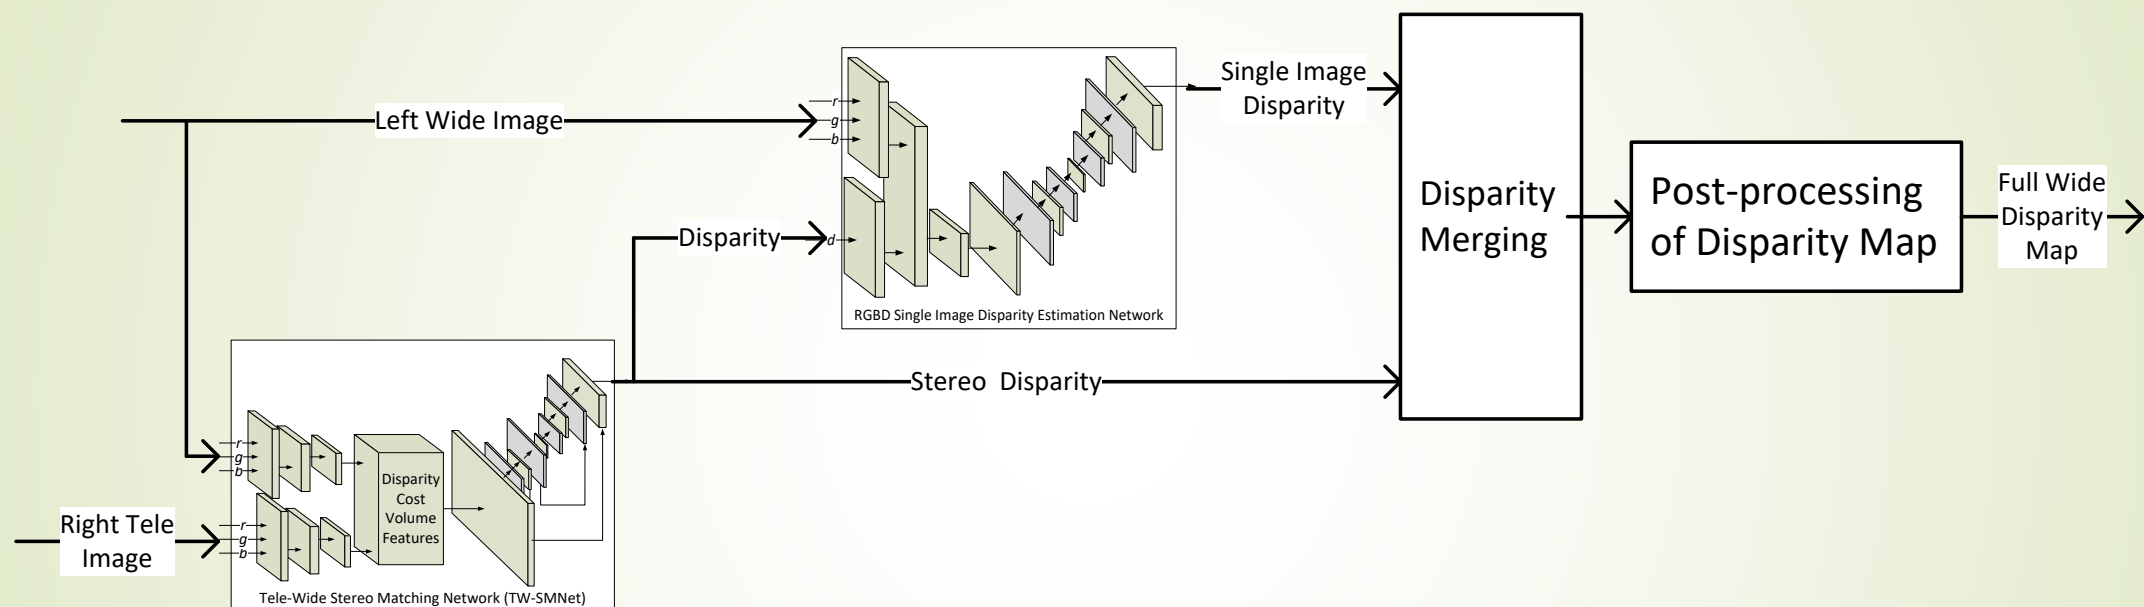 Left Wide Image
r
g
b
Disparity
d
RGBD Single Image Disparity Estimation Network
Single Image
Disparity
Stereo  Disparity
r
g
b
Right Tele
Image
r
g
b
Disparity
Cost
Volume
Features
Tele-Wide Stereo Matching Network (TW-SMNet)
Disparity
Merging
Post-processing
of Disparity Map
Full Wide
Disparity
Map